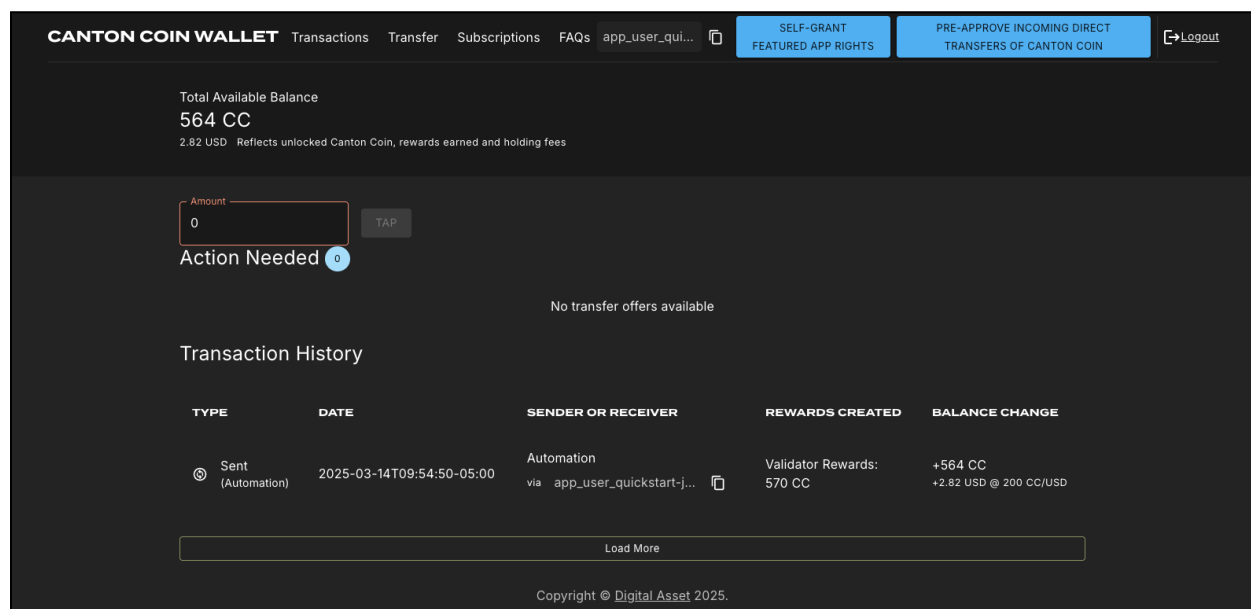 CANTON COIN WALLET Transactions Transfer Subscriptions FAQs app_user_qui... SELF-GRANT FEATURED APP RIGHTS PRE-APPROVE INCOMING DIRECT TRANSFERS OF CANTON COIN Logout
Total Available Balance
564 CC
2.82 USD Reflects unlocked Canton Coin, rewards earned and holding fees
Amount
0 TAP
Action Needed 0
No transfer offers available
Transaction History
TYPE DATE SENDER OR RECEIVER REWARDS CREATED BALANCE CHANGE
Sent (Automation) 2025-03-14T09:54:50-05:00 Automation via app_user_quickstart-j... Validator Rewards: 570 CC +564 CC +2.82 USD @ 200 CC/USD
Load More
Copyright © Digital Asset 2025.